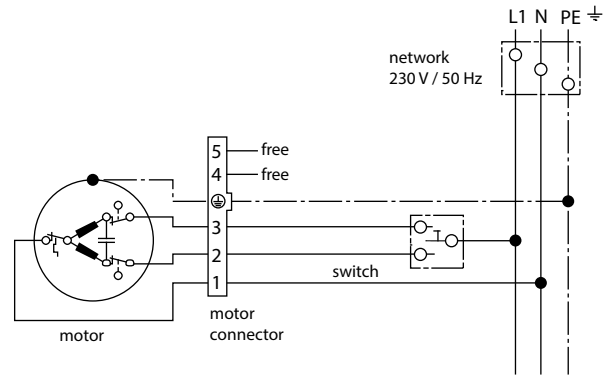 L1 N PE
network
230 V / 50 Hz
5 free
4 free
3
2
switch
1
motor
connector
motor